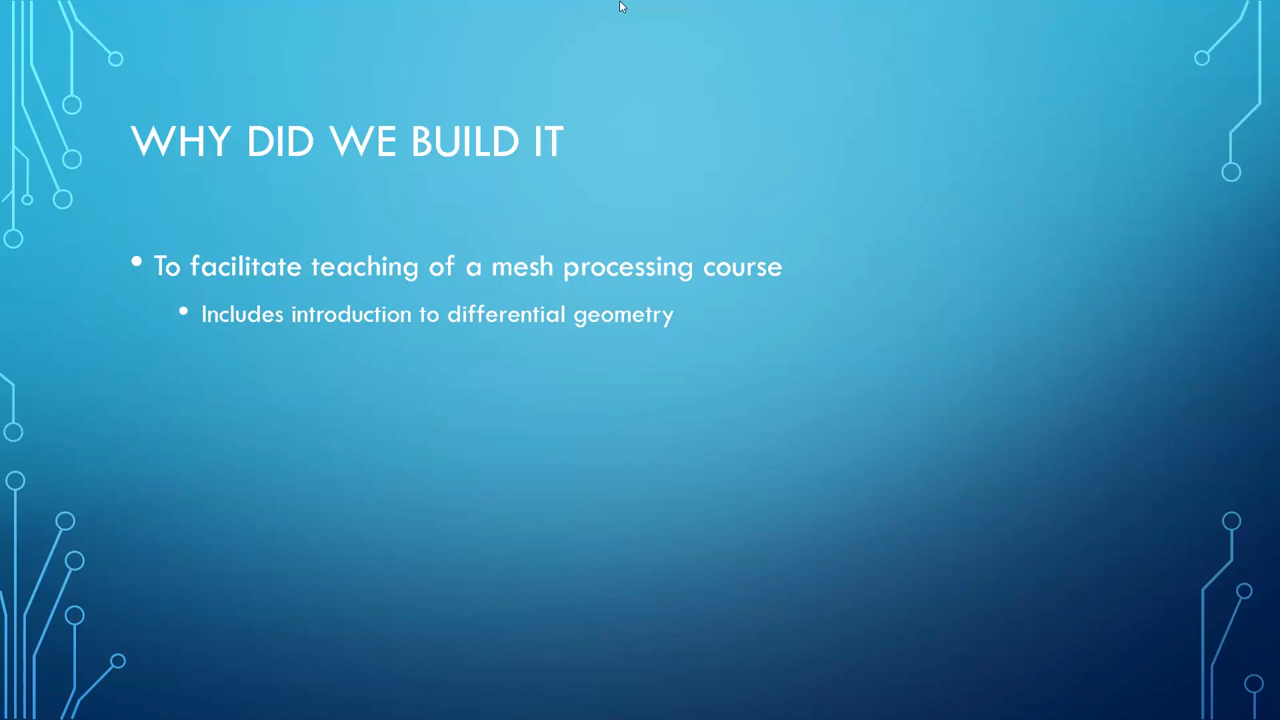 WHY DID WE BUILD IT
• To facilitate teaching of a mesh processing course
• Includes introduction to differential geometry